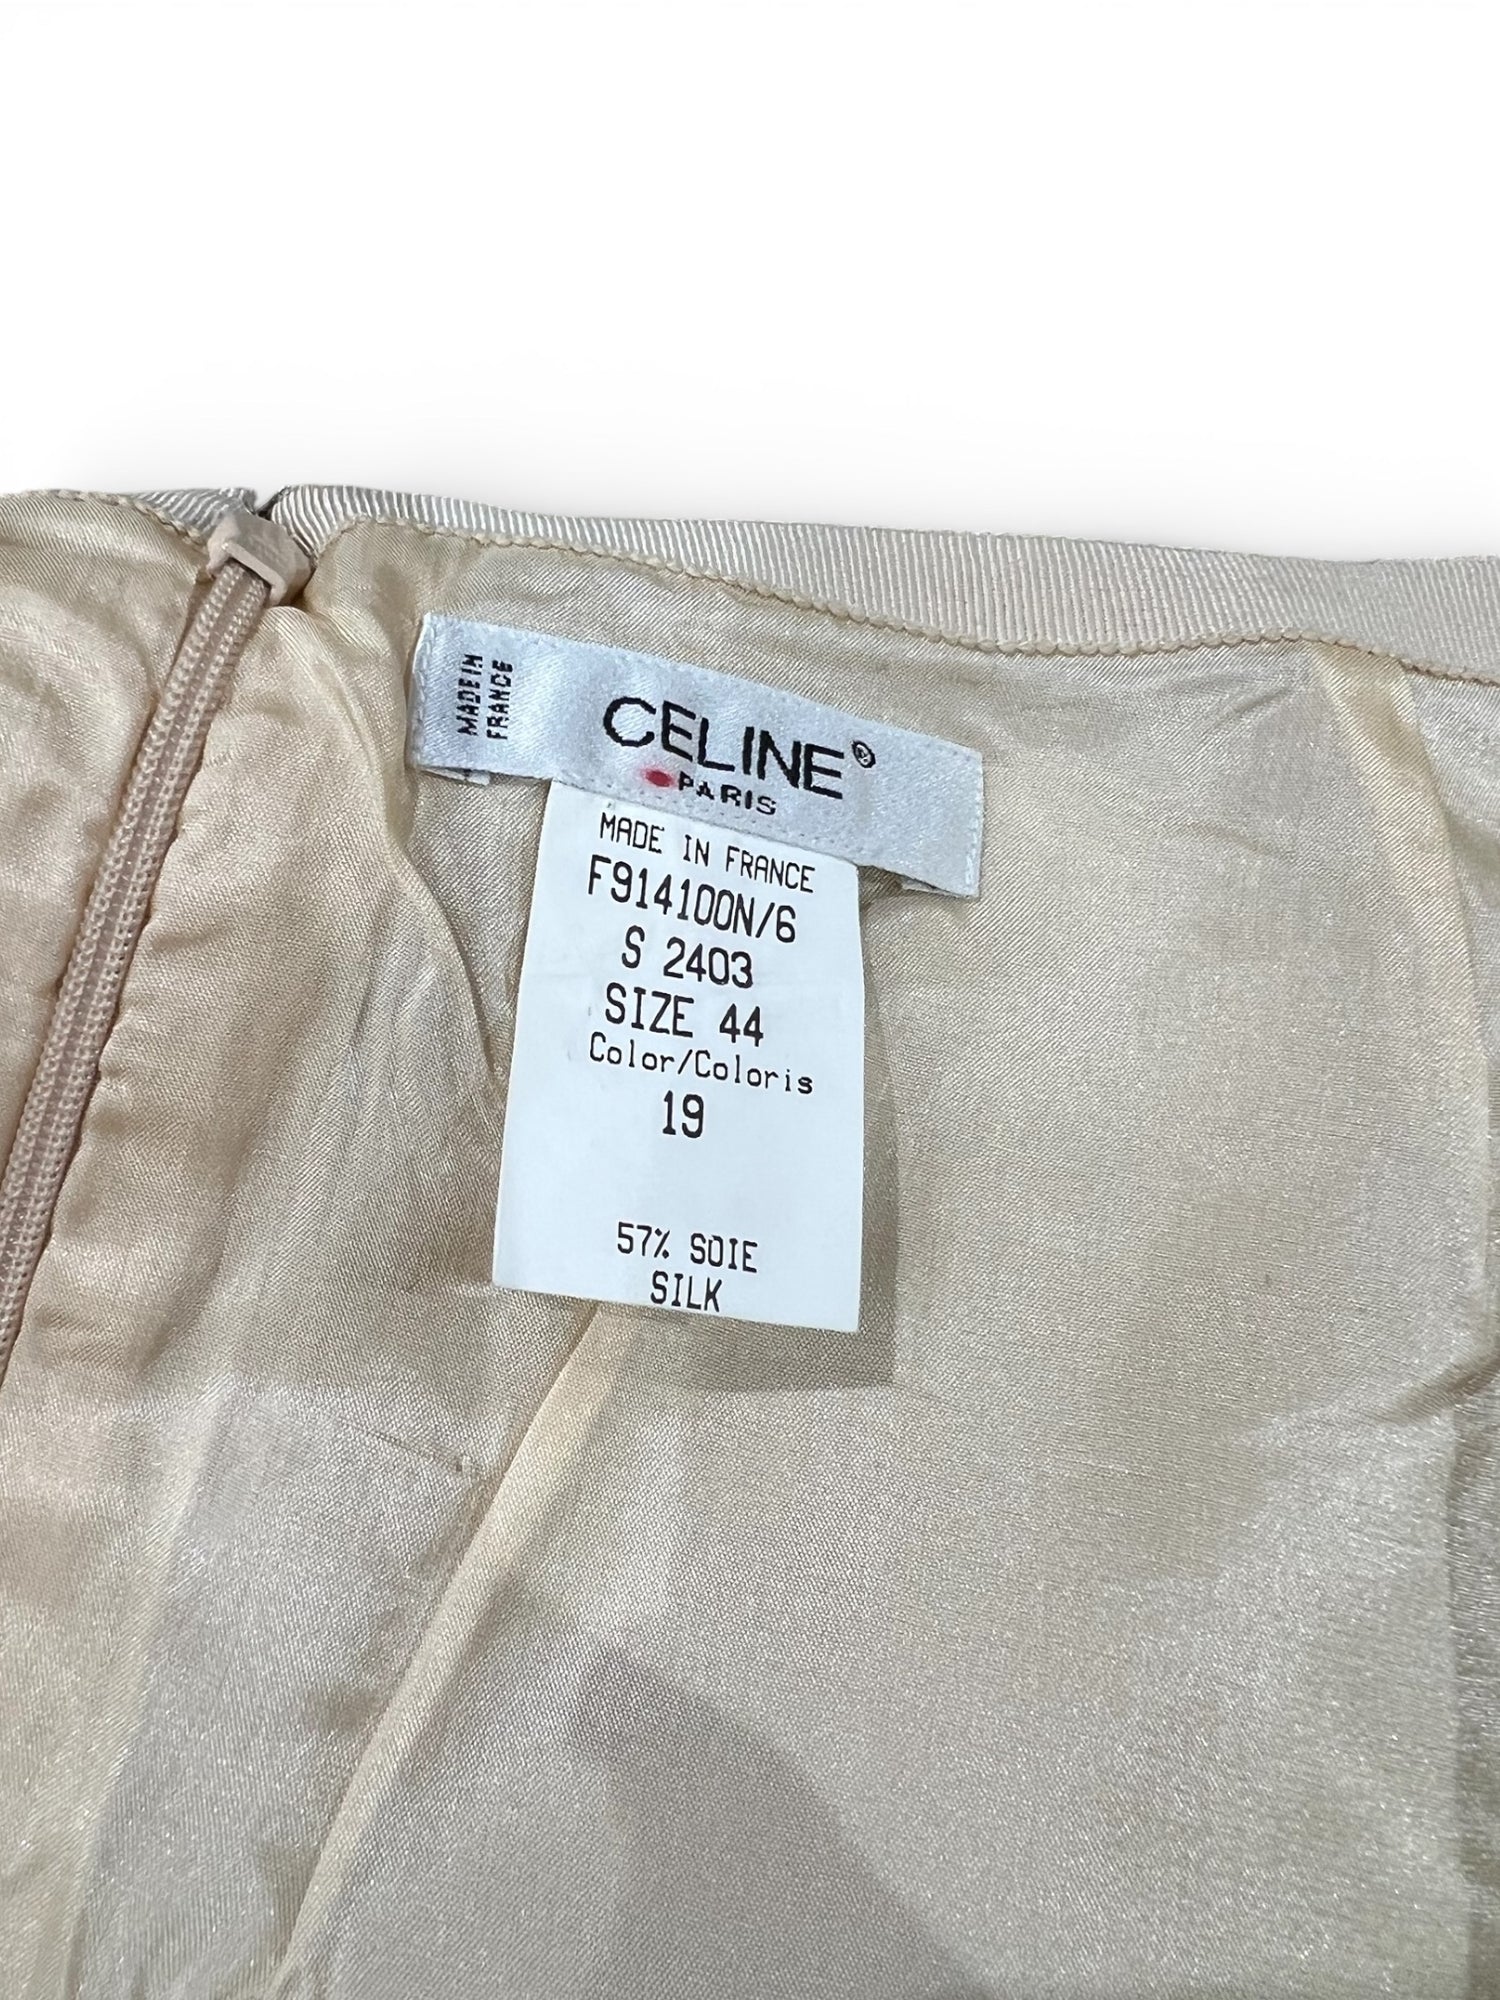 MADE IN
FRANCE
CELINE®
PARIS
MADE IN FRANCE
F914100N/6
S 2403
SIZE 44
Color/Coloris
19
57% SOIE
SILK